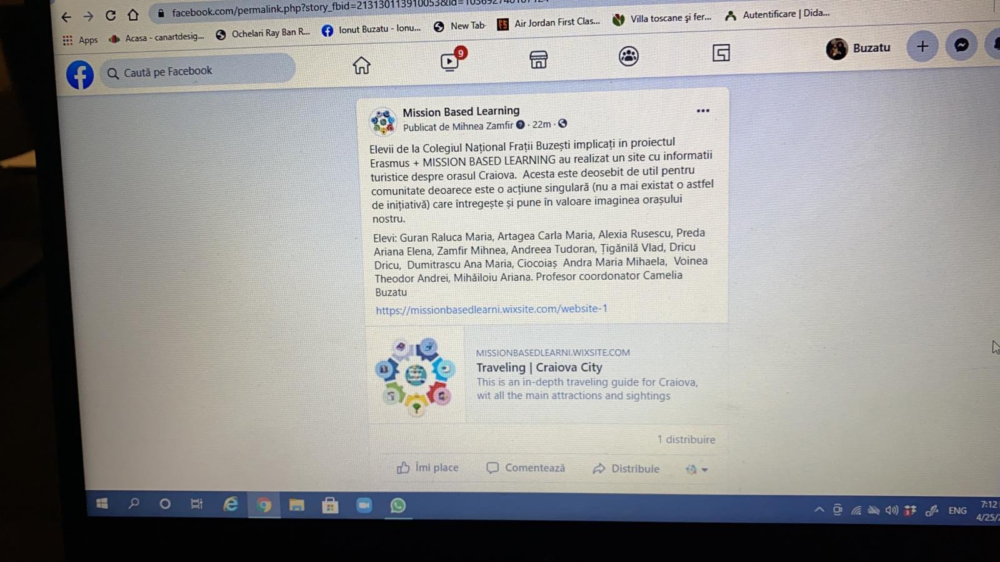 facebook.com/permalink.php?story_fbid=213130113910053&id=103692748187124
Apps
Acasa - canartdesig...
Ochelari Ray Ban R...
Ionut Buzatu - Ionu...
New Tab
Air Jordan First Clas...
Villa toscane și fer...
Autentificare | Dida...
Caută pe Facebook
9
Buzatu
Mission Based Learning
Publicat de Mihnea Zamfir · 22m ·
Elevii de la Colegiul Național Frații Buzești implicați in proiectul
Erasmus + MISSION BASED LEARNING au realizat un site cu informatii
turistice despre orasul Craiova. Acesta este deosebit de util pentru
comunitate deoarece este o acțiune singulară (nu a mai existat o astfel
de inițiativă) care întregește și pune în valoare imaginea orașului
nostru.
Elevi: Guran Raluca Maria, Artagea Carla Maria, Alexia Rusescu, Preda
Ariana Elena, Zamfir Mihnea, Andreea Tudoran, Țigănilă Vlad, Dricu
Dricu, Dumitrascu Ana Maria, Ciocoiaș Andra Maria Mihaela, Voinea
Theodor Andrei, Mihăiloiu Ariana. Profesor coordonator Camelia
Buzatu
https://missionbasedlearni.wixsite.com/website-1
MISSIONBASEDLEARNI.WIXSITE.COM
Traveling | Craiova City
This is an in-depth traveling guide for Craiova,
wit all the main attractions and sightings
1 distribuire
Îmi place
Comentează
Distribuie
3
ENG
7:12
4/25/